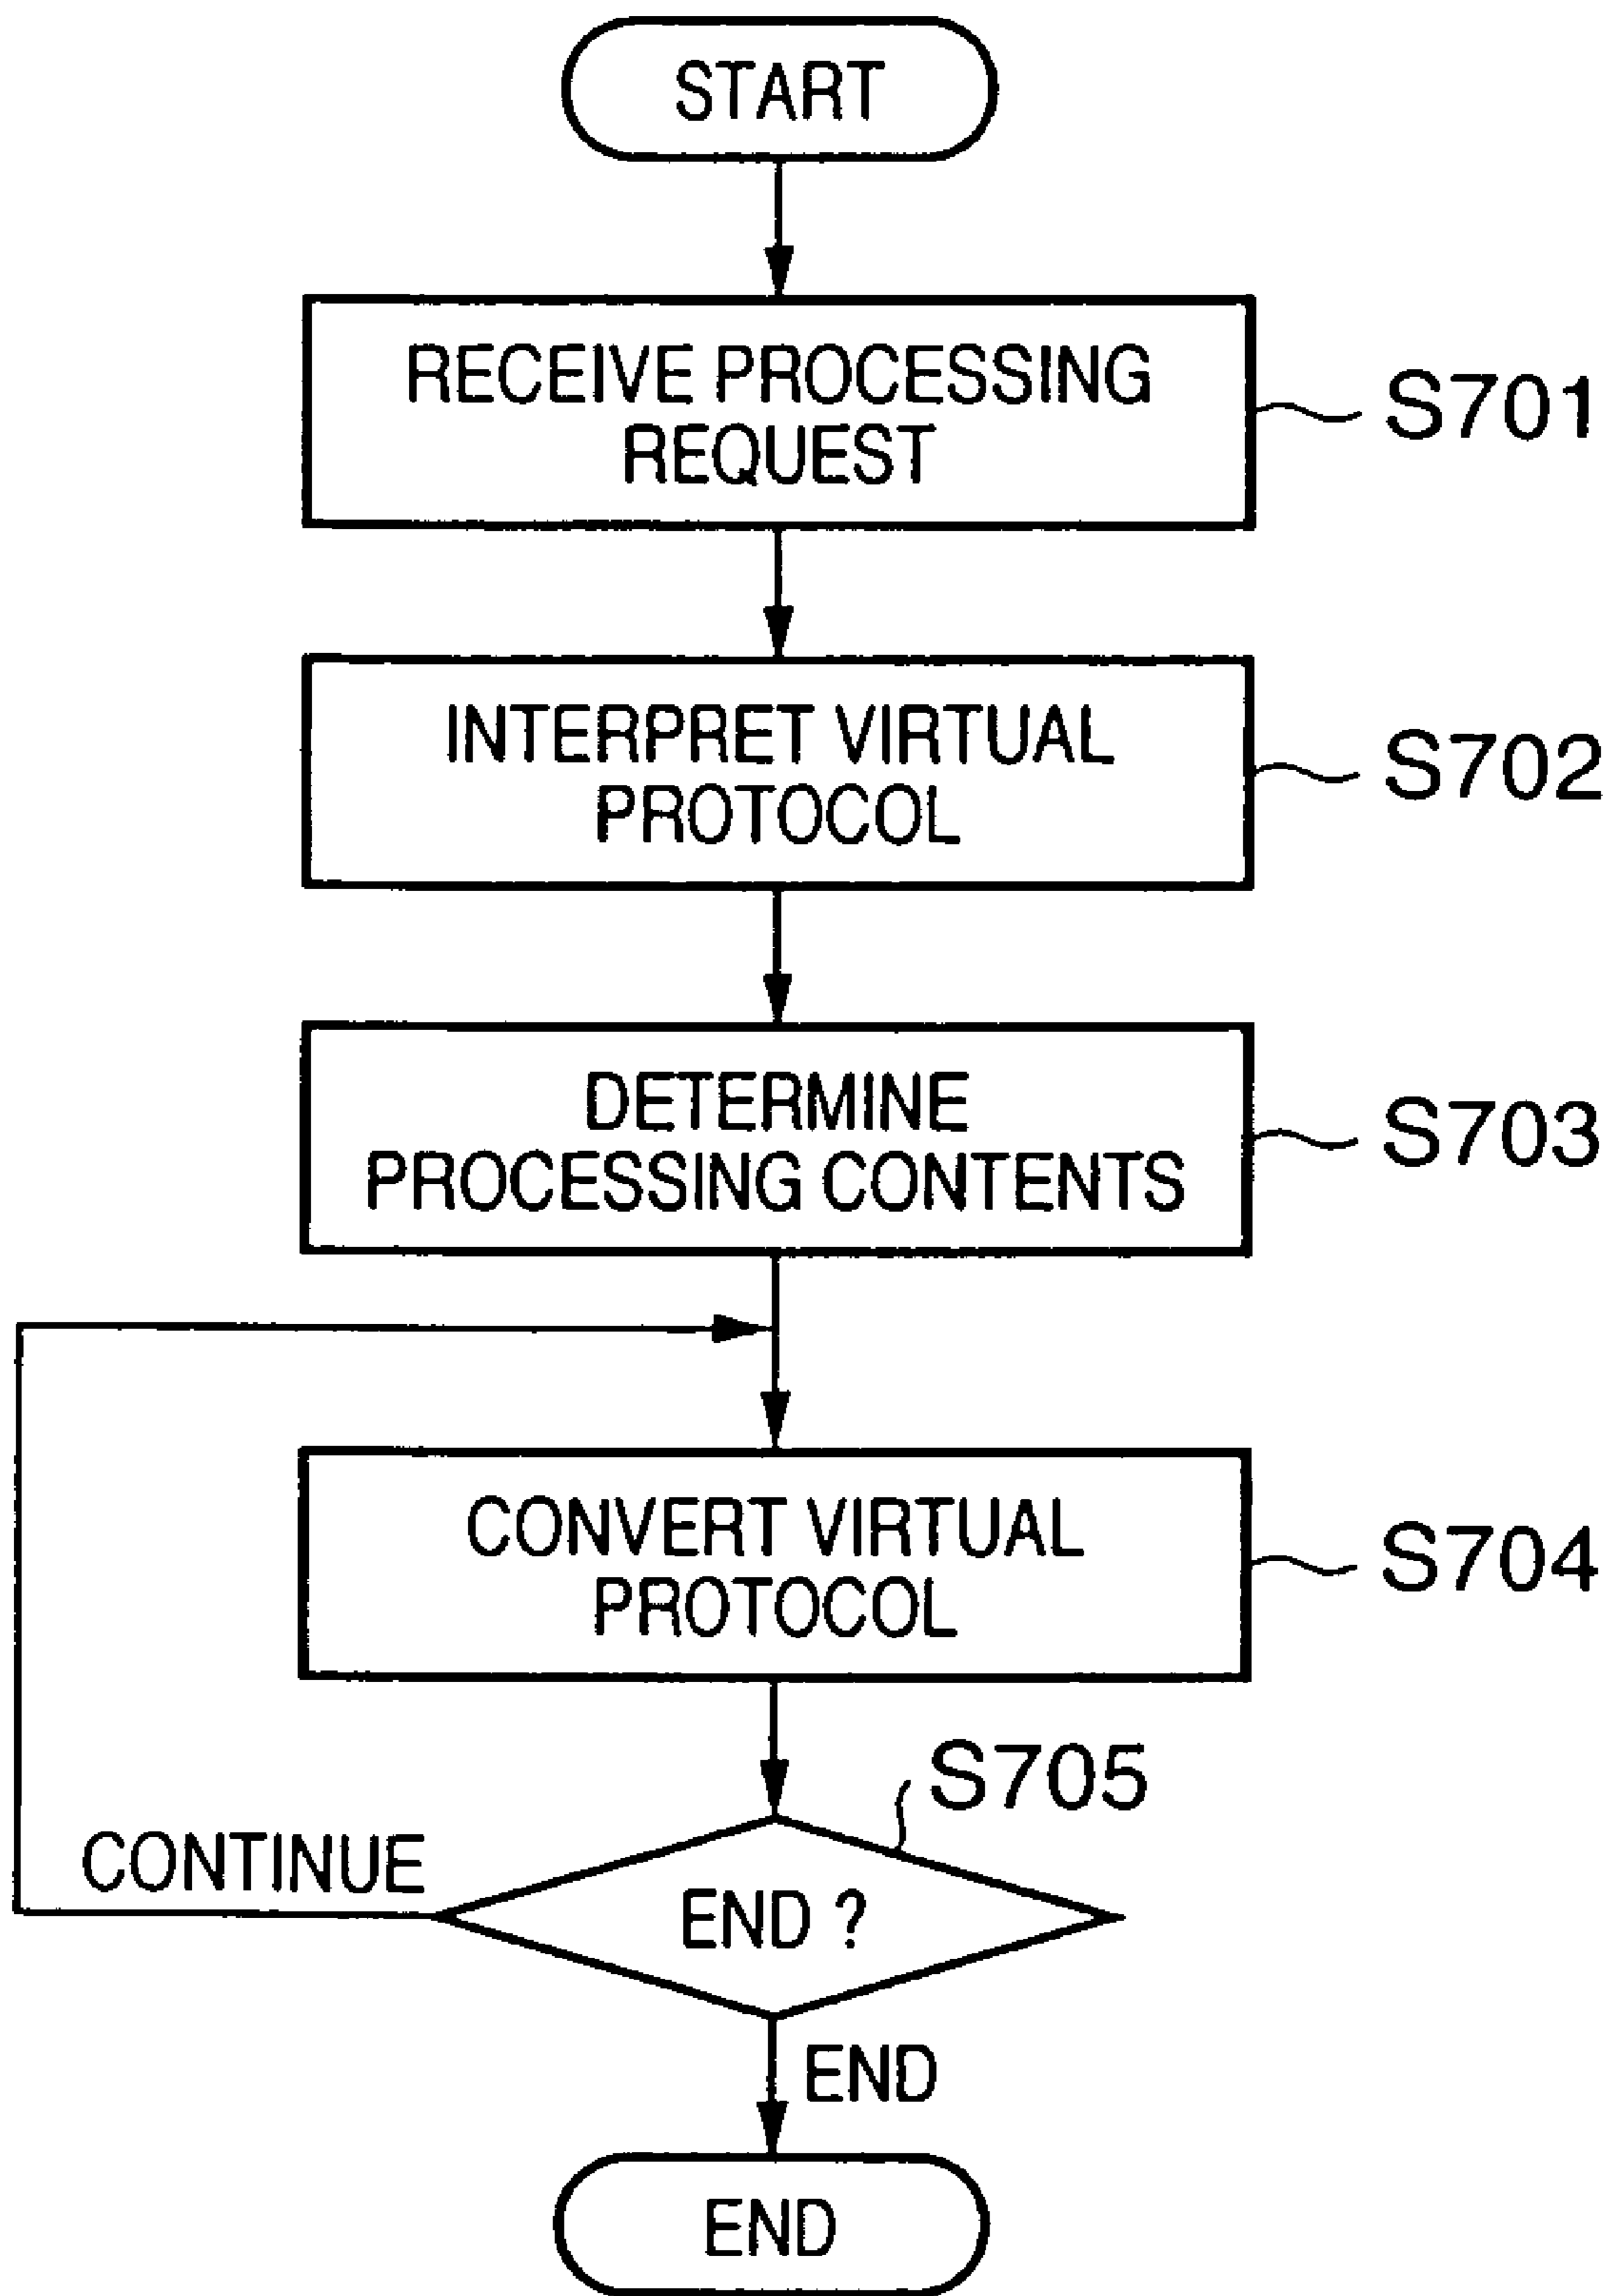 START
RECEIVE PROCESSING
REQUEST
S701
INTERPRET VIRTUAL
PROTOCOL
S702
DETERMINE
PROCESSING CONTENTS
S703
CONVERT VIRTUAL
PROTOCOL
S704
S705
CONTINUE
END ?
END
END